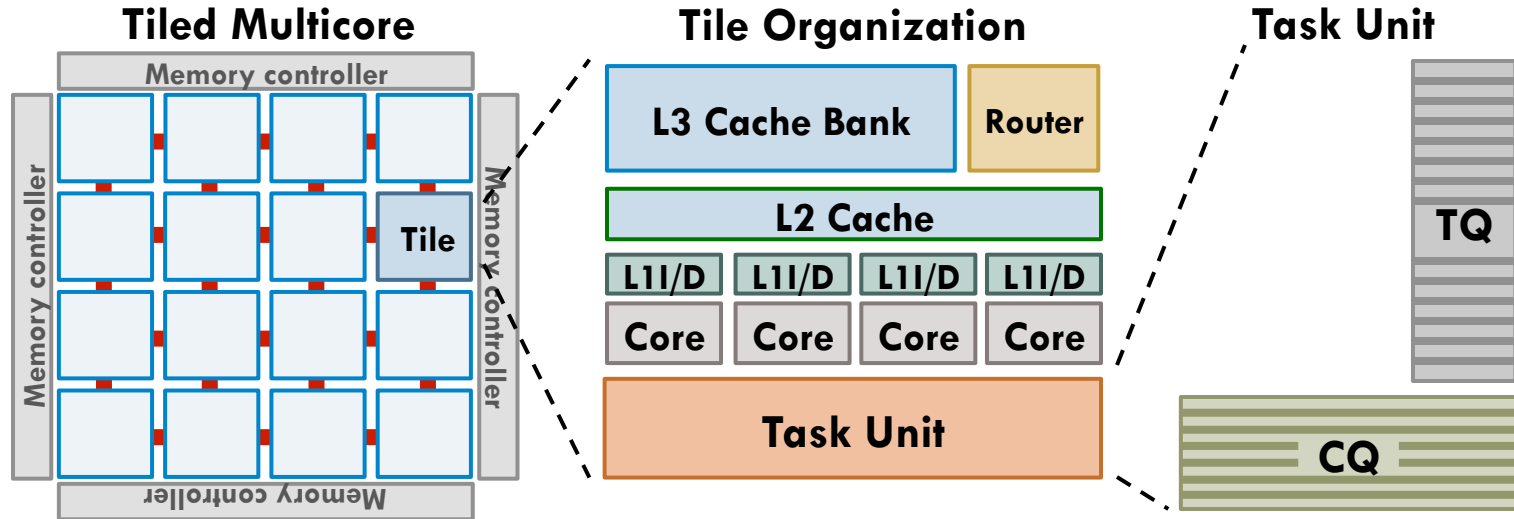 Tiled Multicore
Memory controller
Memory controller
Tile
Memory controller
Memory controller
Tile Organization
L3 Cache Bank
Router
L2 Cache
L1I/D
L1I/D
L1I/D
L1I/D
Core
Core
Core
Core
Task Unit
Task Unit
TQ
CQ